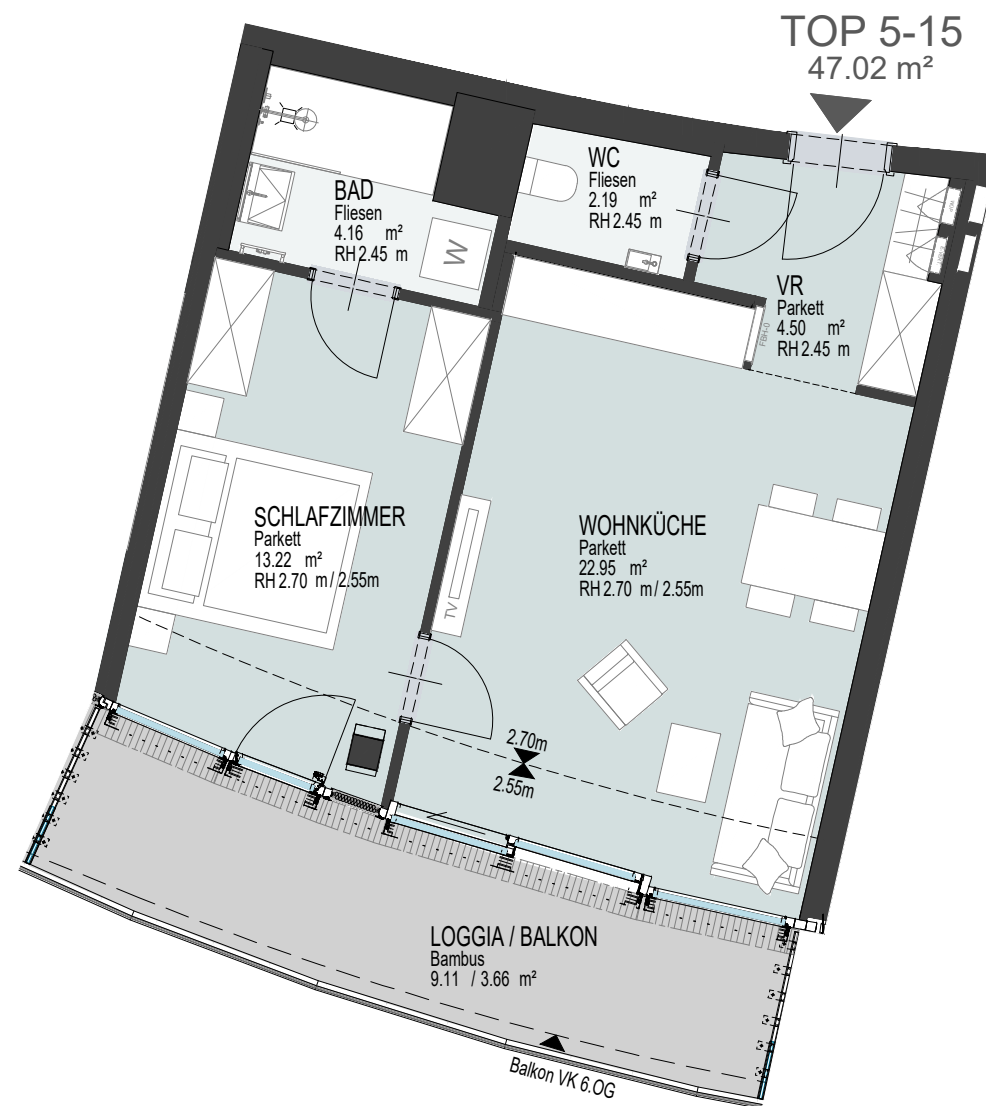 TOP 5-15
47.02 m²
WC
Fliesen
2.19 m²
RH 2.45 m
BAD
Fliesen
4.16 m²
RH 2.45 m
W
VR
Parkett
4.50 m²
RH 2.45 m
FBH-0
SCHLAFZIMMER
Parkett
13.22 m²
RH 2.70 m / 2.55m
WOHNKÜCHE
Parkett
22.95 m²
RH 2.70 m / 2.55m
TV
2.70m
2.55m
LOGGIA / BALKON
Bambus
9.11 / 3.66 m²
Balkon VK 6.OG